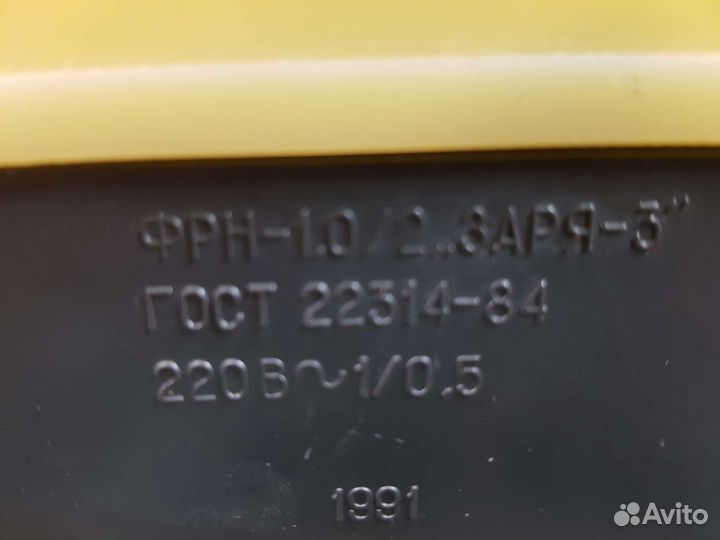 ФРН-1.0/2 „ЗАРЯ-3"
ГОСТ 22314-84
220В~1/0.5
1991
Avito